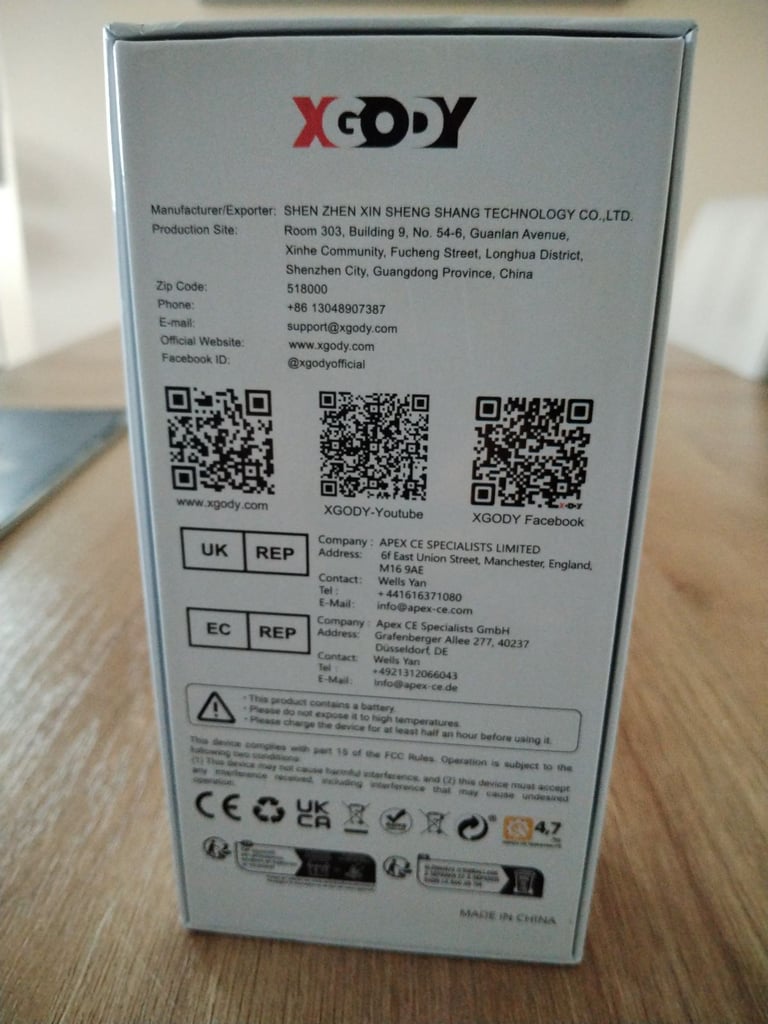 XGODY
Manufacturer/Exporter: SHEN ZHEN XIN SHENG SHANG TECHNOLOGY CO.,LTD.
Production Site: Room 303, Building 9, No. 54-6, Guanlan Avenue,
Xinhe Community, Fucheng Street, Longhua District,
Shenzhen City, Guangdong Province, China
Zip Code: 518000
Phone: +86 13048907387
E-mail: support@xgody.com
Official Website: www.xgody.com
Facebook ID: @xgodyofficial
www.xgody.com XGODY-Youtube XGODY Facebook
UK REP
Company : APEX CE SPECIALISTS LIMITED
Address: 6f East Union Street, Manchester, England,
M16 9AE
Contact: Wells Yan
Tel : +441616371080
E-Mail: info@apex-ce.com
EC REP
Company : Apex CE Specialists GmbH
Address: Grafenberger Allee 277, 40237
Düsseldorf, DE
Contact: Wells Yan
Tel : +4921312066043
E-Mail: info@apex-ce.de
· This product contains a battery.
· Please do not expose it to high temperatures.
· Please charge the device for at least half an hour before using it.
This device complies with part 15 of the FCC Rules. Operation is subject to the
following two conditions:
(1) This device may not cause harmful interference, and (2) this device must accept
any interference received, including interference that may cause undesired
operation.
CE UK CA 4,7
MADE IN CHINA